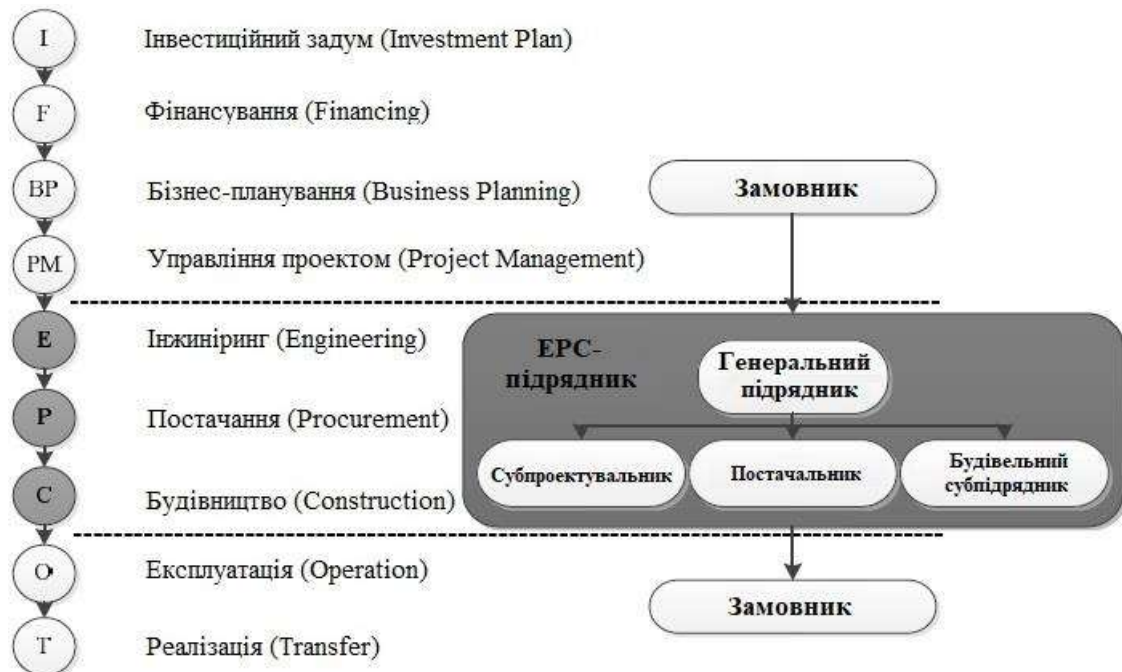 I
Інвестиційний задум (Investment Plan)
F
Фінансування (Financing)
BP
Бізнес-планування (Business Planning)
Замовник
PM
Управління проектом (Project Management)
E
Інжиніринг (Engineering)
EPC-
підрядник
Генеральний
підрядник
P
Постачання (Procurement)
Субпроектувальник
Постачальник
Будівельний
субпідрядник
C
Будівництво (Construction)
O
Експлуатація (Operation)
Замовник
T
Реалізація (Transfer)